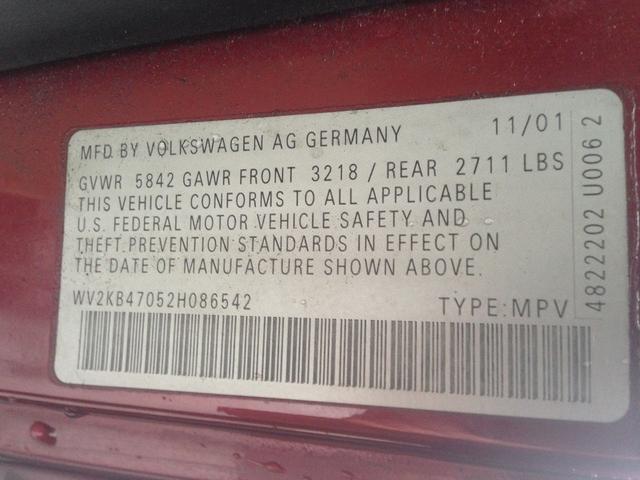 MFD. BY VOLKSWAGEN AG GERMANY 11/01
GVWR 5842 GAWR FRONT 3218 / REAR 2711 LBS
THIS VEHICLE CONFORMS TO ALL APPLICABLE
U.S. FEDERAL MOTOR VEHICLE SAFETY AND
THEFT PREVENTION STANDARDS IN EFFECT ON
THE DATE OF MANUFACTURE SHOWN ABOVE.
WV2KB47052H086542 TYPE:MPV
4822202 U006 2